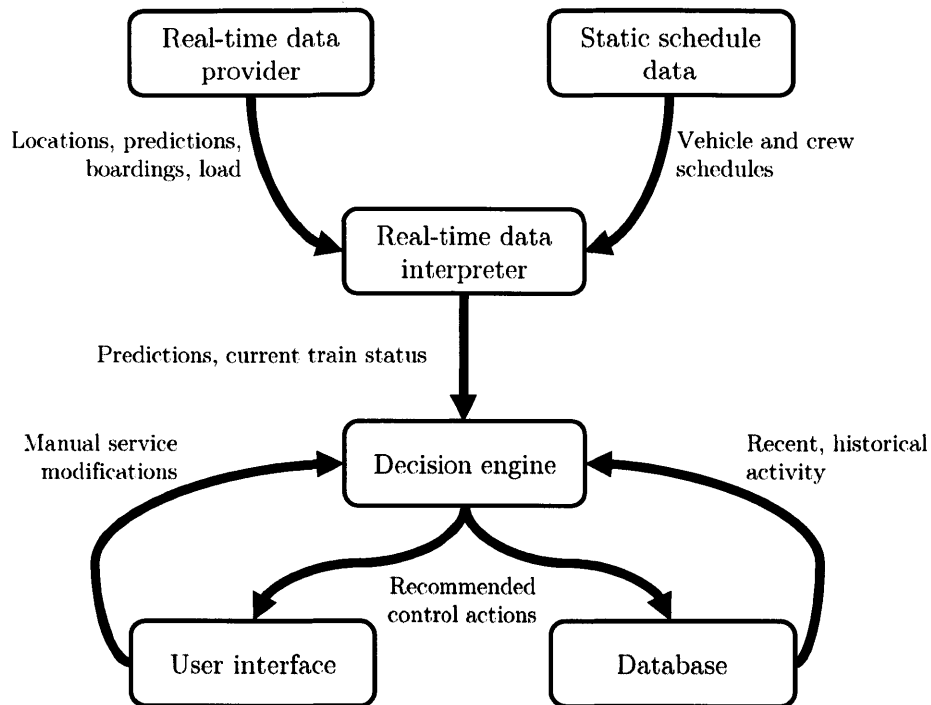 Real-time data
provider
Static schedule
data
Locations, predictions,
boardings, load
Vehicle and crew
schedules
Real-time data
interpreter
Predictions, current train status
Manual service
modifications
Decision engine
Recent, historical
activity
Recommended
control actions
User interface
Database